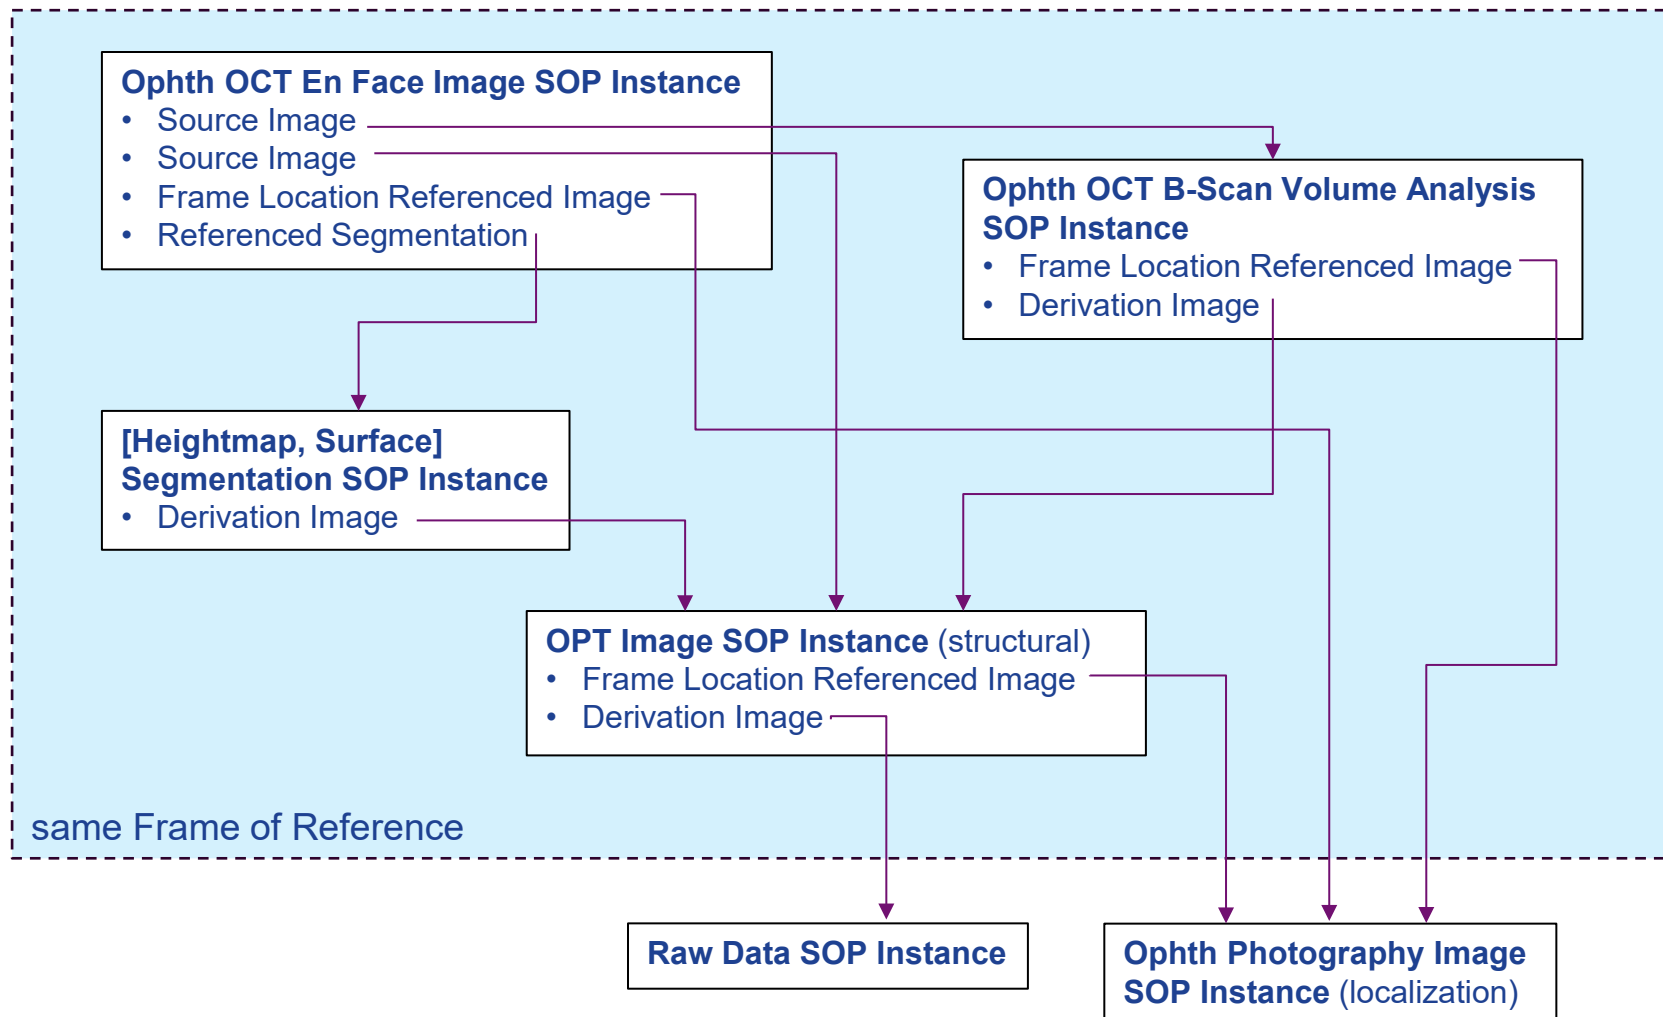 Ophth OCT En Face Image SOP Instance
• Source Image
• Source Image
• Frame Location Referenced Image
• Referenced Segmentation
Ophth OCT B-Scan Volume Analysis
SOP Instance
• Frame Location Referenced Image
• Derivation Image
[Heightmap, Surface]
Segmentation SOP Instance
• Derivation Image
OPT Image SOP Instance (structural)
• Frame Location Referenced Image
• Derivation Image
same Frame of Reference
Raw Data SOP Instance
Ophth Photography Image
SOP Instance (localization)